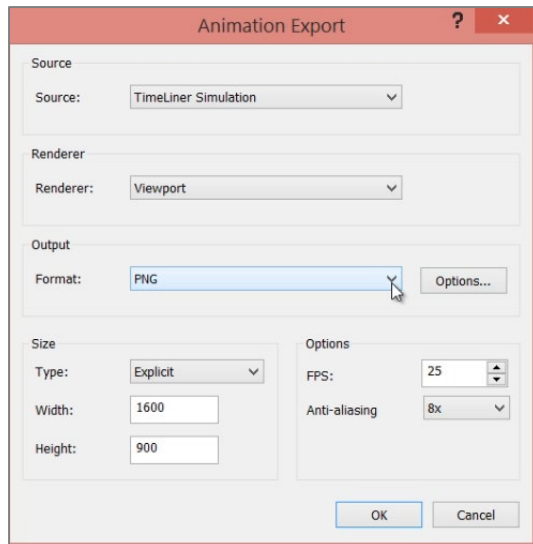 Animation Export
?
×
Source
Source: TimeLiner Simulation
Renderer
Renderer: Viewport
Output
Format: PNG
Options...
Size
Type: Explicit
Width: 1600
Height: 900
Options
FPS: 25
Anti-aliasing 8x
OK
Cancel